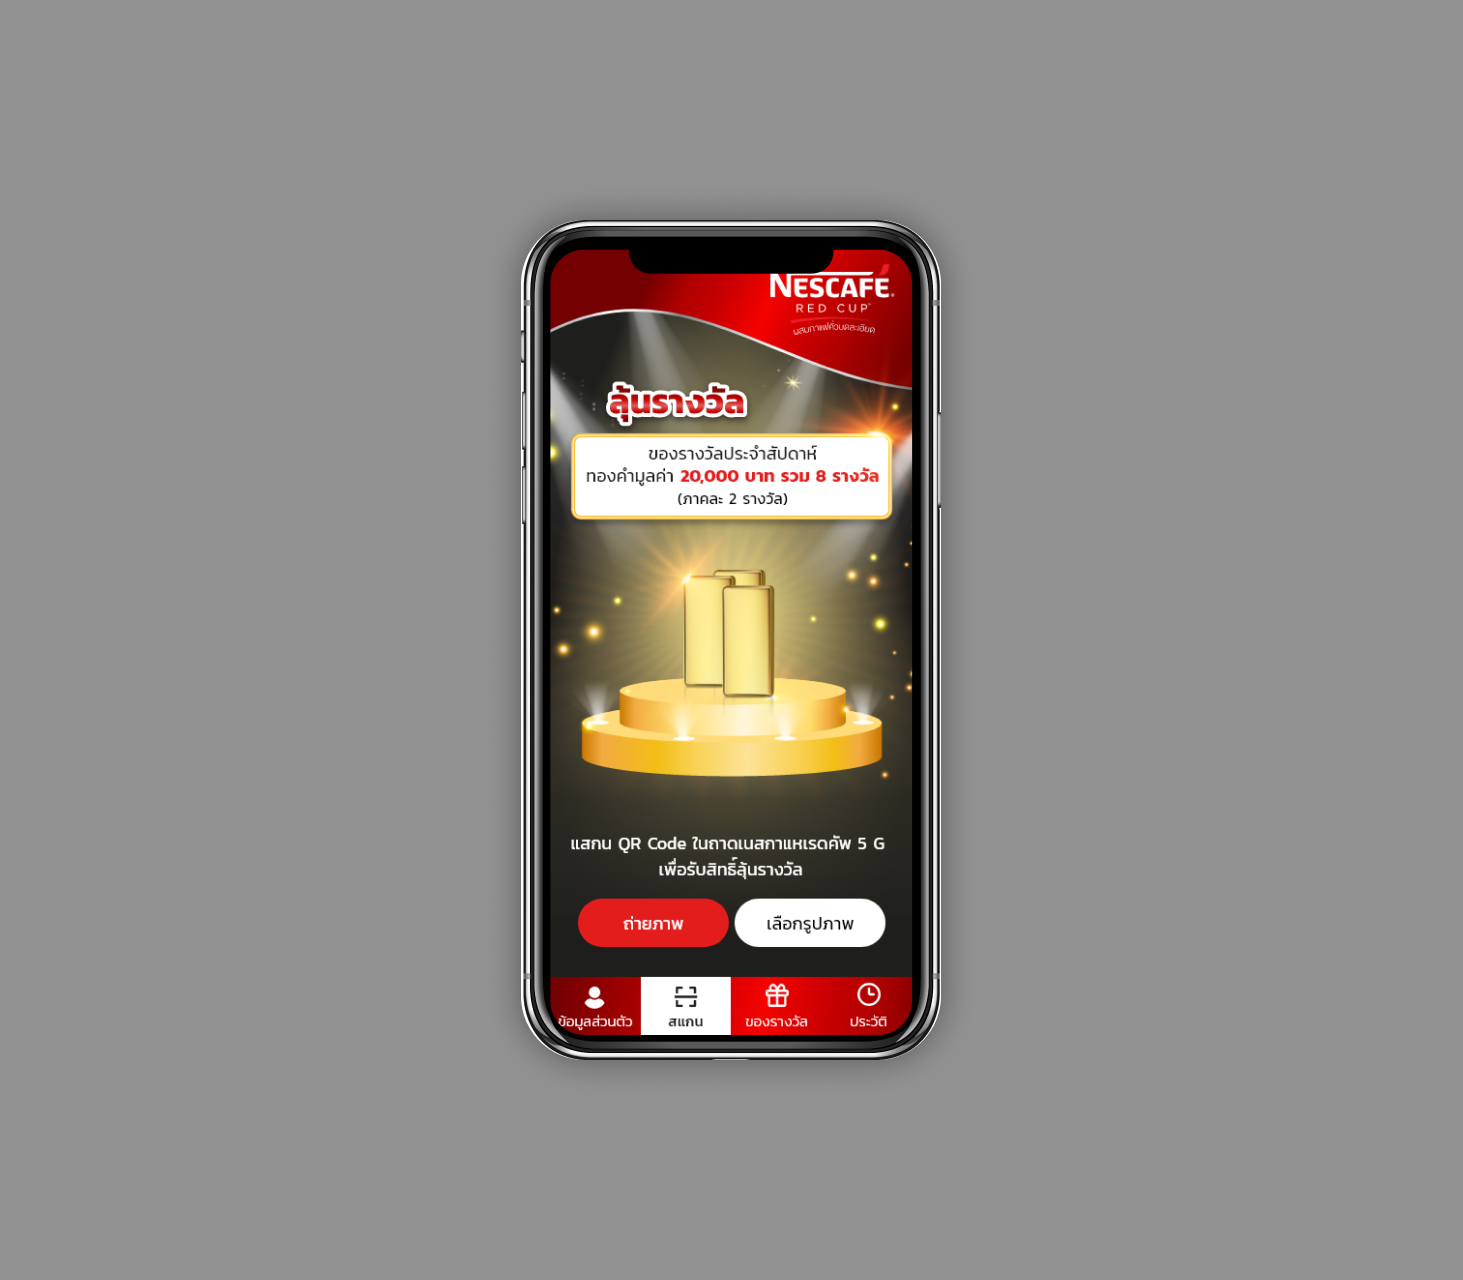 NESCAFÉ®
RED CUP™
ผสมกาแฟคั่วบดละเอียด
ลุ้นรางวัล
ของรางวัลประจำสัปดาห์
ทองคำมูลค่า 20,000 บาท รวม 8 รางวัล
(ภาคละ 2 รางวัล)
แสกน QR Code ในถาดเนสกาแหเรดคัพ 5 G
เพื่อรับสิทธิ์ลุ้นรางวัล
ถ่ายภาพ
เลือกรูปภาพ
ข้อมูลส่วนตัว
สแกน
ของรางวัล
ประวัติ